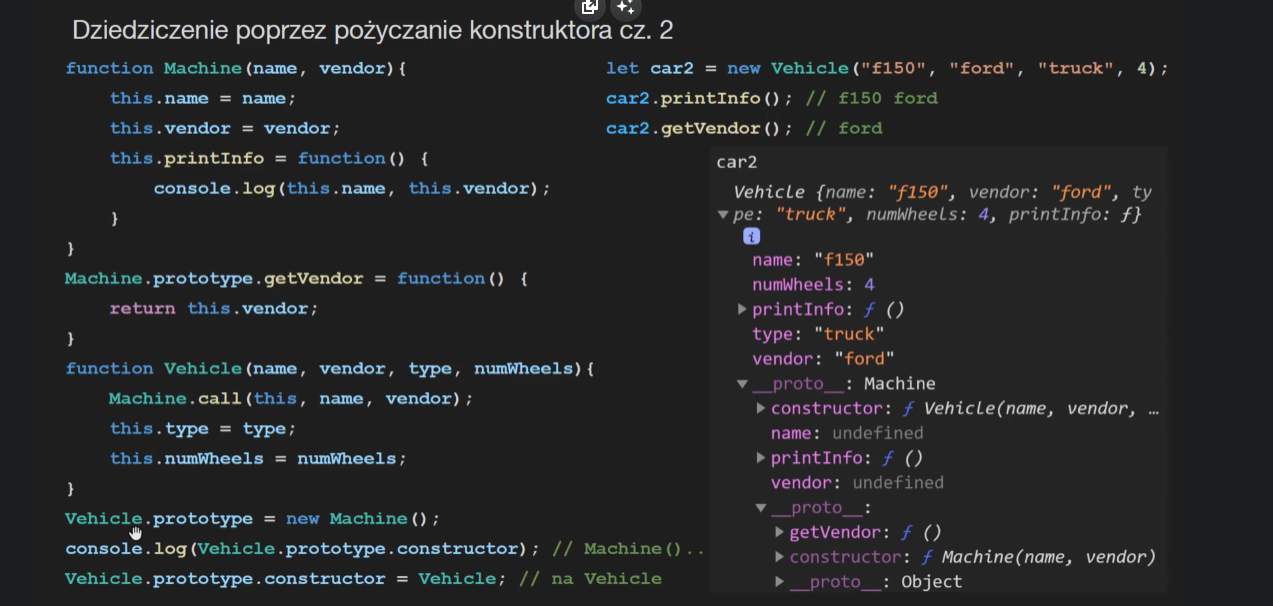 Dziedziczenie poprzez pożyczanie konstruktora cz. 2
function Machine(name, vendor){
this.name = name;
this.vendor = vendor;
this.printInfo = function() {
console.log(this.name, this.vendor);
}
}
Machine.prototype.getVendor = function() {
return this.vendor;
}
function Vehicle(name, vendor, type, numWheels){
Machine.call(this, name, vendor);
this.type = type;
this.numWheels = numWheels;
}
Vehicle.prototype = new Machine();
console.log(Vehicle.prototype.constructor); // Machine()..
Vehicle.prototype.constructor = Vehicle; // na Vehicle
let car2 = new Vehicle("f150", "ford", "truck", 4);
car2.printInfo(); // f150 ford
car2.getVendor(); // ford
car2
Vehicle {name: "f150", vendor: "ford", ty
pe: "truck", numWheels: 4, printInfo: ƒ}
i
name: "f150"
numWheels: 4
printInfo: ƒ ()
type: "truck"
vendor: "ford"
__proto__: Machine
constructor: ƒ Vehicle(name, vendor, …
name: undefined
printInfo: ƒ ()
vendor: undefined
__proto__:
getVendor: ƒ ()
constructor: ƒ Machine(name, vendor)
__proto__: Object